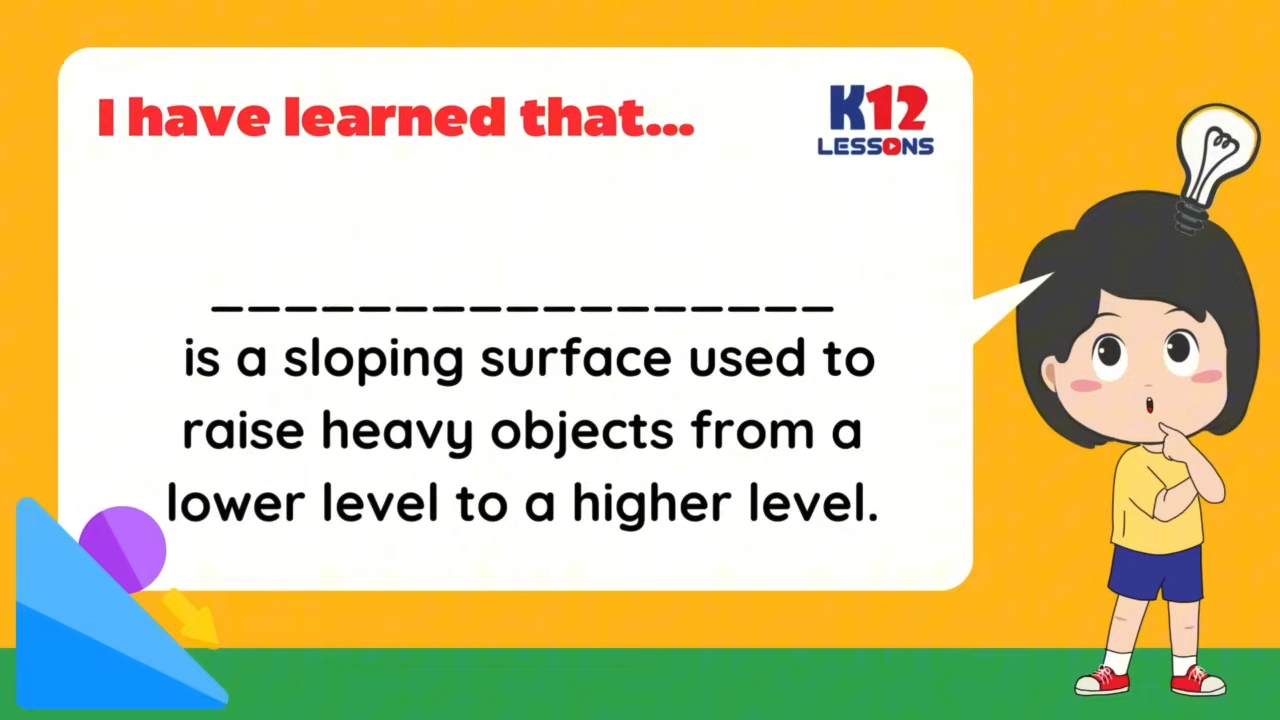 I have learned that...
K12
LESSONS
_________________
is a sloping surface used to
raise heavy objects from a
lower level to a higher level.